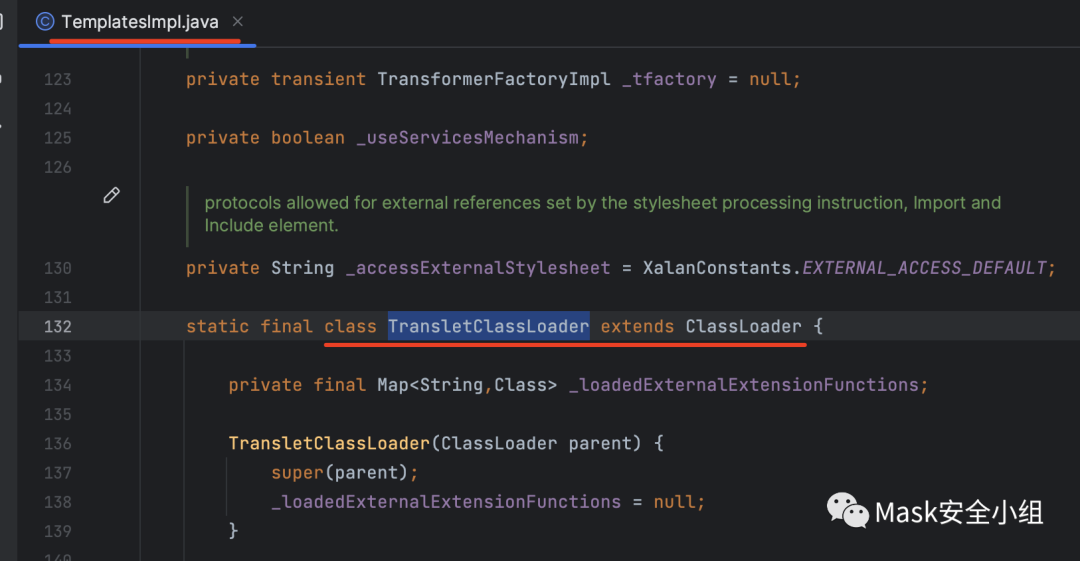 TemplatesImpl.java
123 private transient TransformerFactoryImpl _tfactory = null;
124
125 private boolean _useServicesMechanism;
126
protocols allowed for external references set by the stylesheet processing instruction, Import and
Include element.
130 private String _accessExternalStylesheet = XalanConstants.EXTERNAL_ACCESS_DEFAULT;
131
132 static final class TransletClassLoader extends ClassLoader {
133
134 private final Map<String,Class> _loadedExternalExtensionFunctions;
135
136 TransletClassLoader(ClassLoader parent) {
137 super(parent);
138 _loadedExternalExtensionFunctions = null;
139 }
140
Mask安全小组